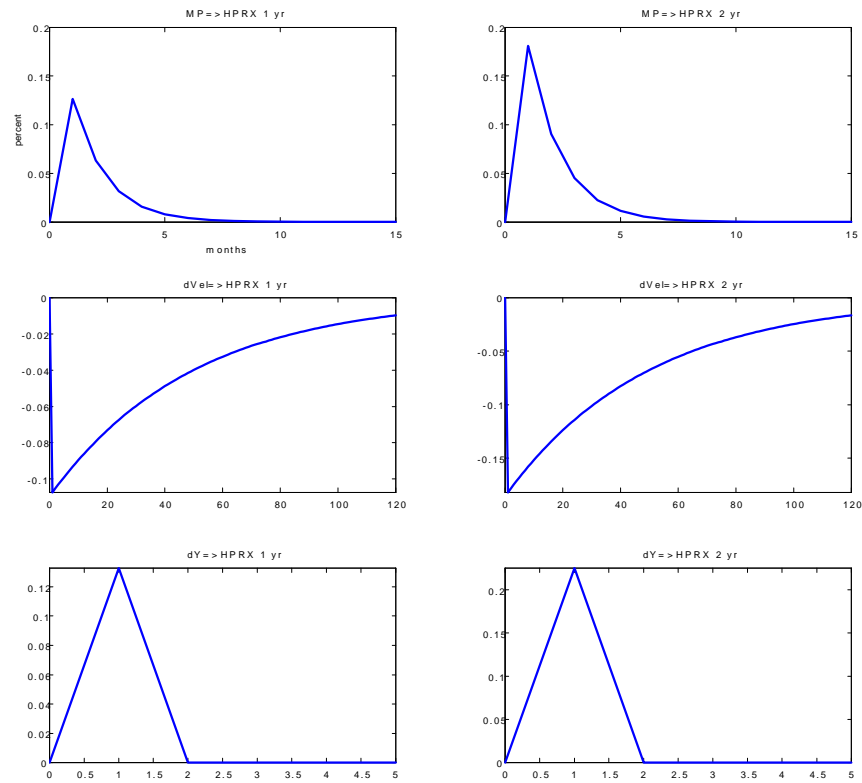 MP=>HPRX 1 yr
MP=>HPRX 2 yr
0.2
0.15
0.1
0.05
0
percent
0 5 10 15
months
0.2
0.15
0.1
0.05
0
0 5 10 15
dVel=>HPRX 1 yr
dVel=>HPRX 2 yr
0
-0.02
-0.04
-0.06
-0.08
-0.1
0 20 40 60 80 100 120
0
-0.05
-0.1
-0.15
0 20 40 60 80 100 120
dY=>HPRX 1 yr
dY=>HPRX 2 yr
0.12
0.1
0.08
0.06
0.04
0.02
0
0 0.5 1 1.5 2 2.5 3 3.5 4 4.5 5
0.2
0.15
0.1
0.05
0
0 0.5 1 1.5 2 2.5 3 3.5 4 4.5 5